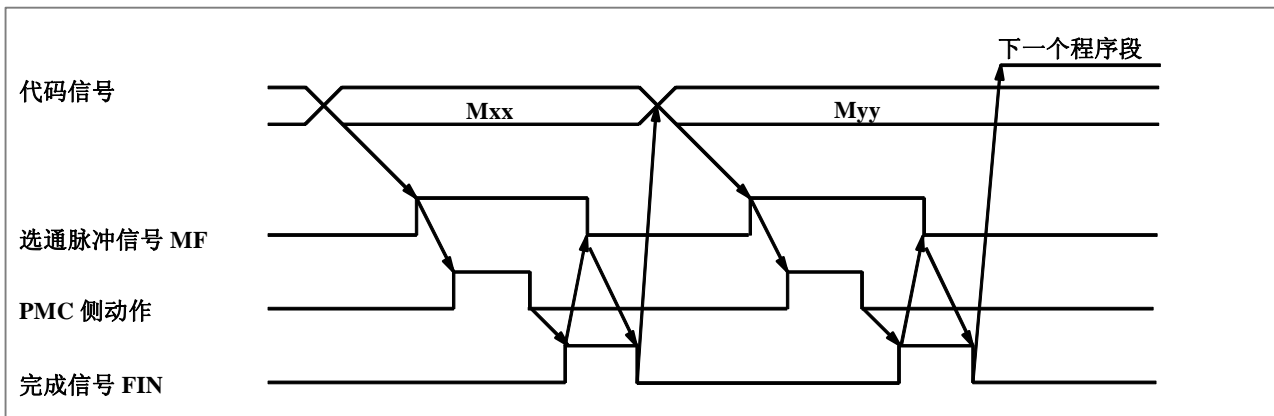 下一个程序段
代码信号
Mxx
Myy
选通脉冲信号 MF
PMC 侧动作
完成信号 FIN